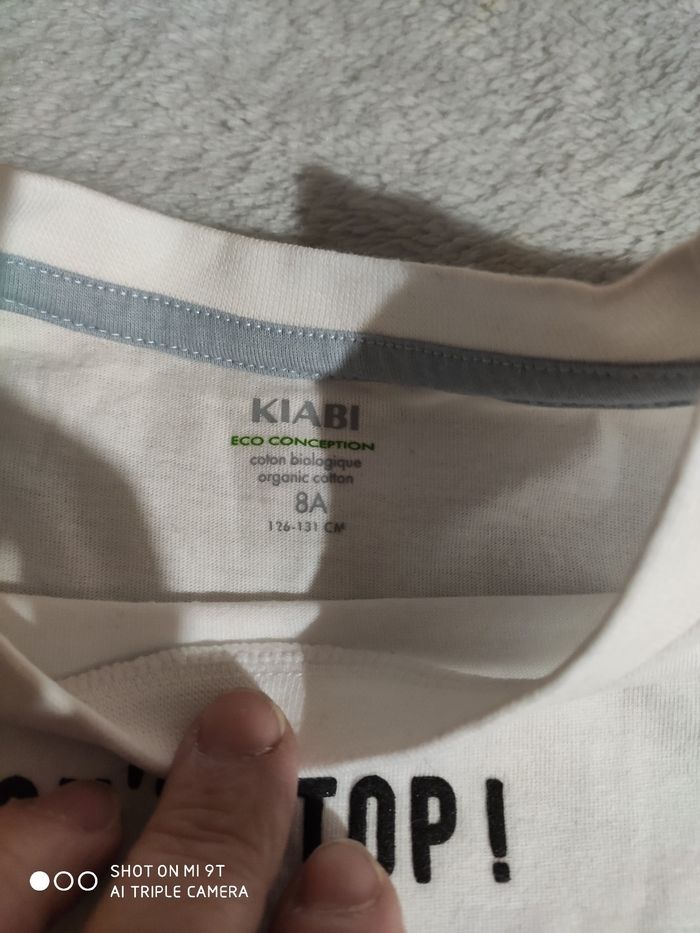 KIABI
ECO CONCEPTION
coton biologique
organic cotton
8A
126-131 CM
TOP!
SHOT ON MI 9T
AI TRIPLE CAMERA